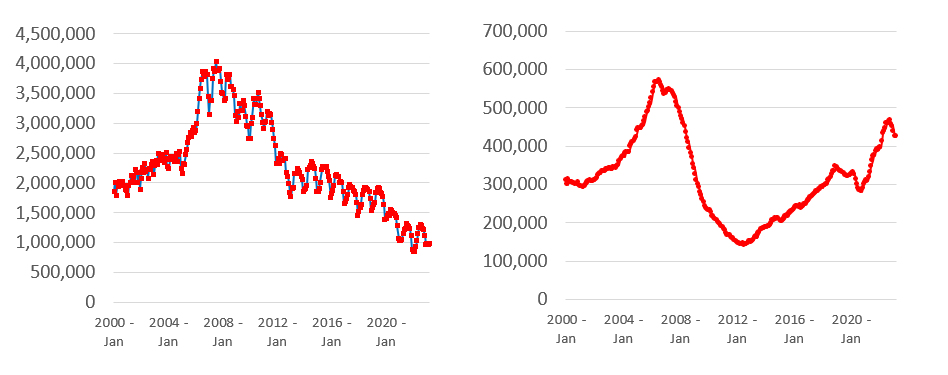 4,500,000
4,000,000
3,500,000
3,000,000
2,500,000
2,000,000
1,500,000
1,000,000
500,000
0
2000 - Jan
2004 - Jan
2008 - Jan
2012 - Jan
2016 - Jan
2020 - Jan
700,000
600,000
500,000
400,000
300,000
200,000
100,000
0
2000 - Jan
2004 - Jan
2008 - Jan
2012 - Jan
2016 - Jan
2020 - Jan